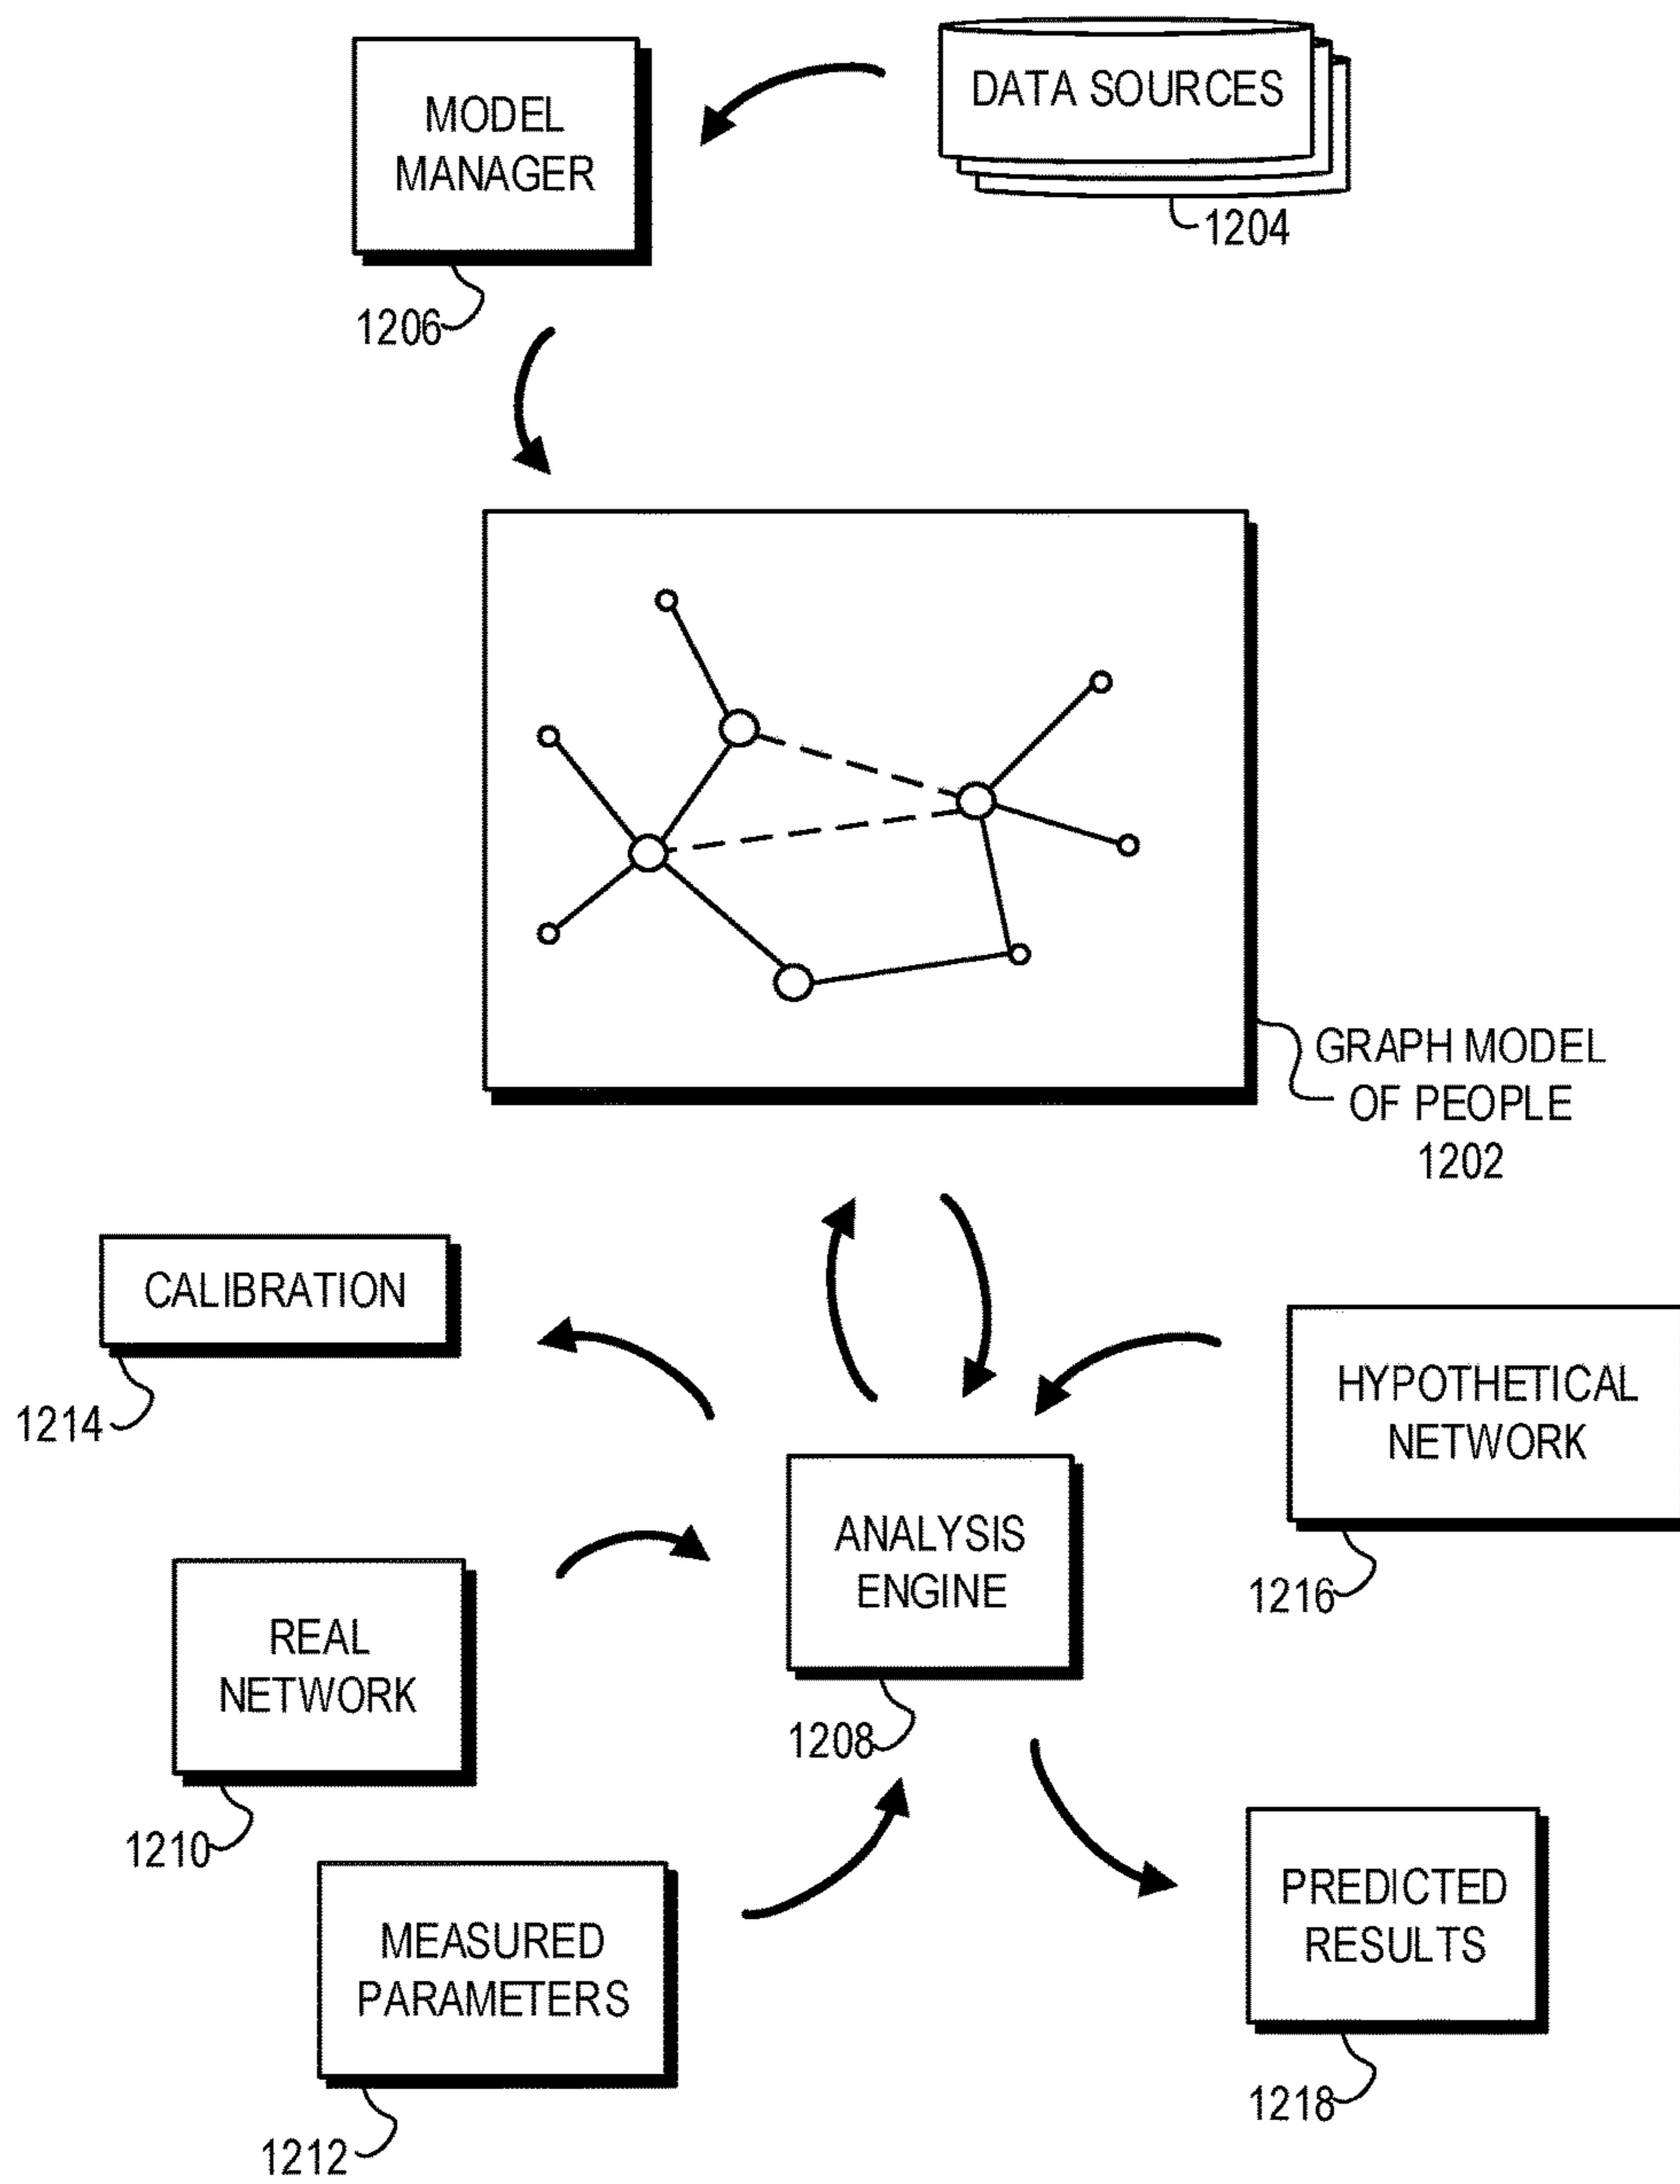 MODEL
MANAGER
1206
DATA SOURCES
1204
GRAPH MODEL
OF PEOPLE
1202
CALIBRATION
1214
HYPOTHETICAL
NETWORK
1216
ANALYSIS
ENGINE
1208
REAL
NETWORK
1210
MEASURED
PARAMETERS
1212
PREDICTED
RESULTS
1218